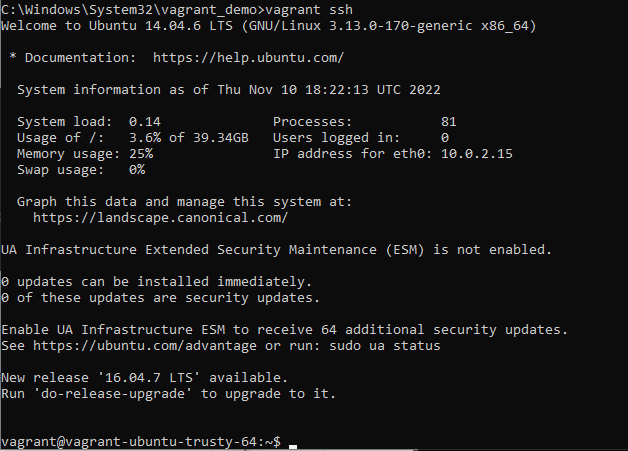 C:\Windows\System32\vagrant_demo>vagrant ssh
Welcome to Ubuntu 14.04.6 LTS (GNU/Linux 3.13.0-170-generic x86_64)
* Documentation:  https://help.ubuntu.com/
System information as of Thu Nov 10 18:22:13 UTC 2022
System load:  0.14              Processes:           81
Usage of /:   3.6% of 39.34GB   Users logged in:     0
Memory usage: 25%               IP address for eth0: 10.0.2.15
Swap usage:   0%
Graph this data and manage this system at:
https://landscape.canonical.com/
UA Infrastructure Extended Security Maintenance (ESM) is not enabled.
0 updates can be installed immediately.
0 of these updates are security updates.
Enable UA Infrastructure ESM to receive 64 additional security updates.
See https://ubuntu.com/advantage or run: sudo ua status
New release '16.04.7 LTS' available.
Run 'do-release-upgrade' to upgrade to it.
vagrant@vagrant-ubuntu-trusty-64:~$